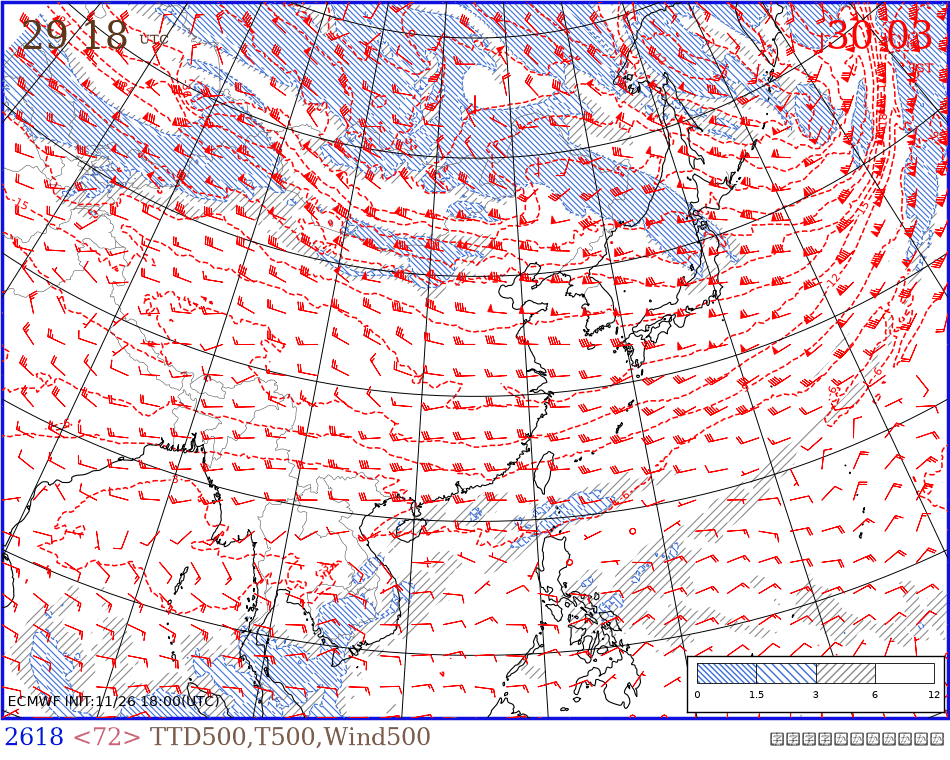 29 18 UTC
30 03
ST
0 1.5 3 6 12
ECMWF INIT:11/26 18:00(UTC)
2618 <72> TTD500,T500,Wind500